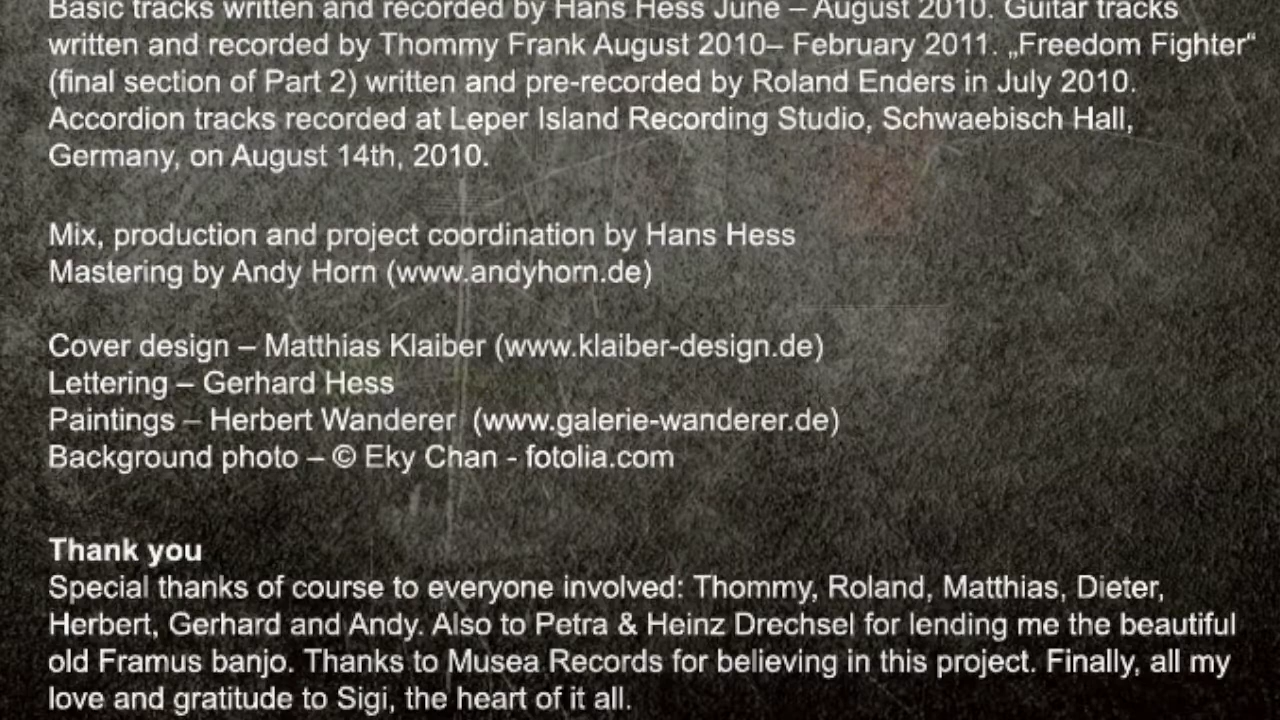 Basic tracks written and recorded by Hans Hess June – August 2010. Guitar tracks
written and recorded by Thommy Frank August 2010– February 2011. „Freedom Fighter“
(final section of Part 2) written and pre-recorded by Roland Enders in July 2010.
Accordion tracks recorded at Leper Island Recording Studio, Schwaebisch Hall,
Germany, on August 14th, 2010.
Mix, production and project coordination by Hans Hess
Mastering by Andy Horn (www.andyhorn.de)
Cover design – Matthias Klaiber (www.klaiber-design.de)
Lettering – Gerhard Hess
Paintings – Herbert Wanderer  (www.galerie-wanderer.de)
Background photo – © Eky Chan - fotolia.com
Thank you
Special thanks of course to everyone involved: Thommy, Roland, Matthias, Dieter,
Herbert, Gerhard and Andy. Also to Petra & Heinz Drechsel for lending me the beautiful
old Framus banjo. Thanks to Musea Records for believing in this project. Finally, all my
love and gratitude to Sigi, the heart of it all.